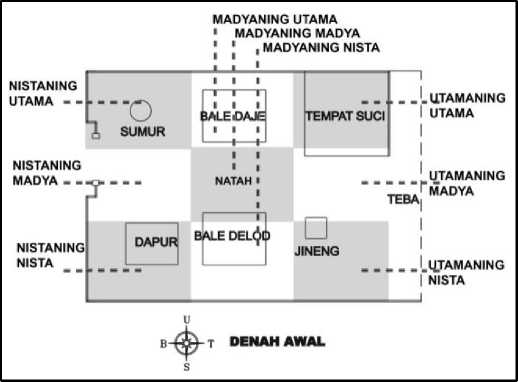 MADYANING UTAMA
MADYANING MADYA
MADYANING NISTA
NISTANING
UTAMA
SUMUR
BALE DAJE
TEMPAT SUCI
UTAMANING
UTAMA
NISTANING
MADYA
NATAH
UTAMANING
MADYA
TEBA
NISTANING
NISTA
DAPUR
BALE DELOD
JINENG
UTAMANING
NISTA
U
B
T
S
DENAH AWAL